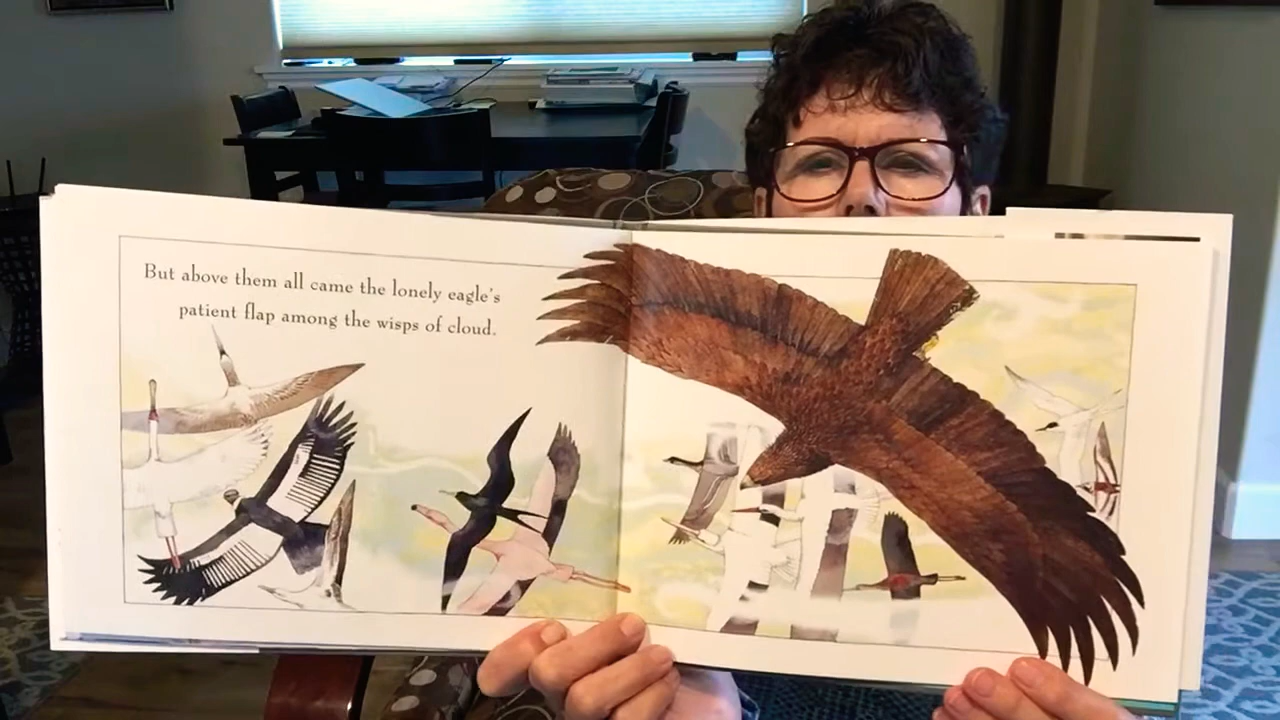 But above them all came the lonely eagle's
patient flap among the wisps of cloud.